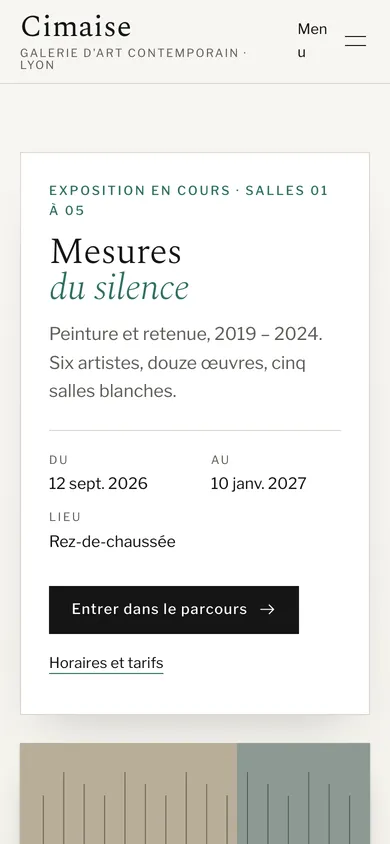 Cimaise
GALERIE D'ART CONTEMPORAIN ·
LYON
Men
u
EXPOSITION EN COURS · SALLES 01
À 05
Mesures
du silence
Peinture et retenue, 2019 – 2024.
Six artistes, douze œuvres, cinq
salles blanches.
DU
12 sept. 2026
AU
10 janv. 2027
LIEU
Rez-de-chaussée
Entrer dans le parcours →
Horaires et tarifs